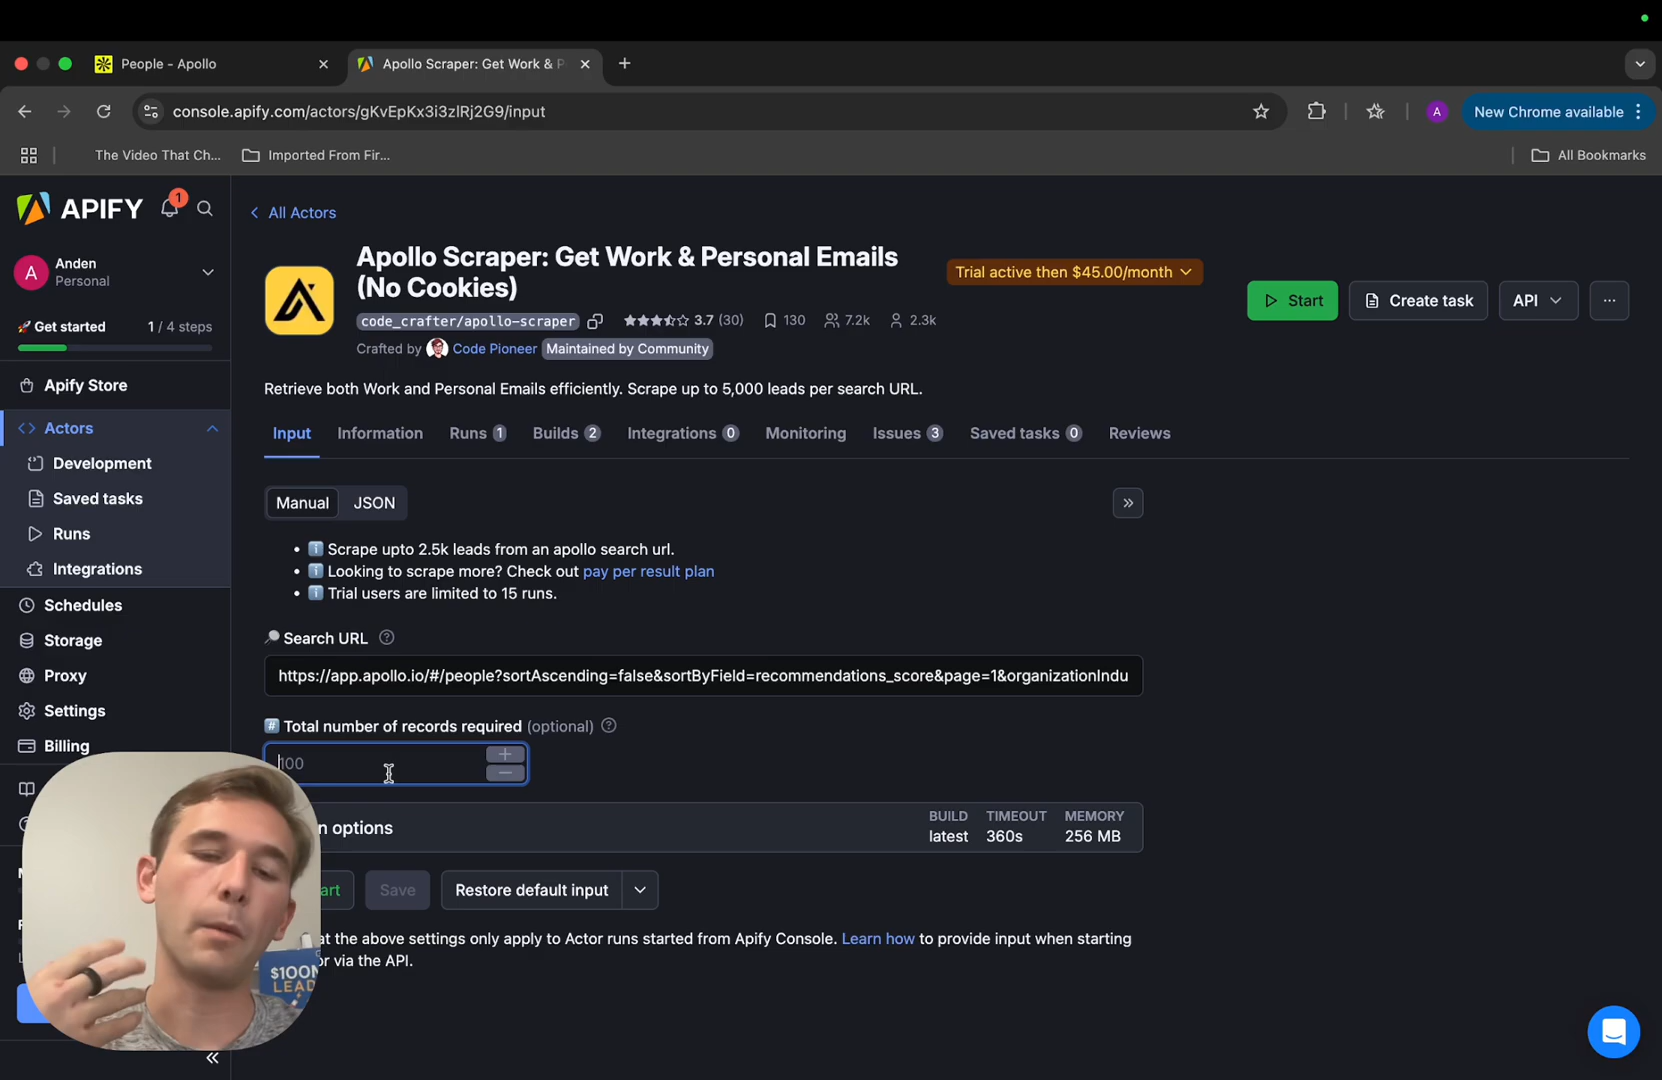 People - Apollo
Apollo Scraper: Get Work & P
console.apify.com/actors/gKvEpKx3i3zlRj2G9/input
New Chrome available
The Video That Ch...
Imported From Fir...
All Bookmarks
APIFY
1
A
Anden
Personal
Get started
1 / 4 steps
Apify Store
Actors
Development
Saved tasks
Runs
Integrations
Schedules
Storage
Proxy
Settings
Billing
All Actors
Apollo Scraper: Get Work & Personal Emails
(No Cookies)
Trial active then $45.00/month
Start
Create task
API
code_crafter/apollo-scraper
3.7 (30)
130
7.2k
2.3k
Crafted by Code Pioneer Maintained by Community
Retrieve both Work and Personal Emails efficiently. Scrape up to 5,000 leads per search URL.
Input
Information
Runs 1
Builds 2
Integrations 0
Monitoring
Issues 3
Saved tasks 0
Reviews
Manual
JSON
Scrape upto 2.5k leads from an apollo search url.
Looking to scrape more? Check out pay per result plan
Trial users are limited to 15 runs.
Search URL
https://app.apollo.io/#/people?sortAscending=false&sortByField=recommendations_score&page=1&organizationIndu
# Total number of records required (optional)
100
options
BUILD
latest
TIMEOUT
360s
MEMORY
256 MB
Save
Restore default input
at the above settings only apply to Actor runs started from Apify Console. Learn how to provide input when starting
or via the API.
$100M
LEAD